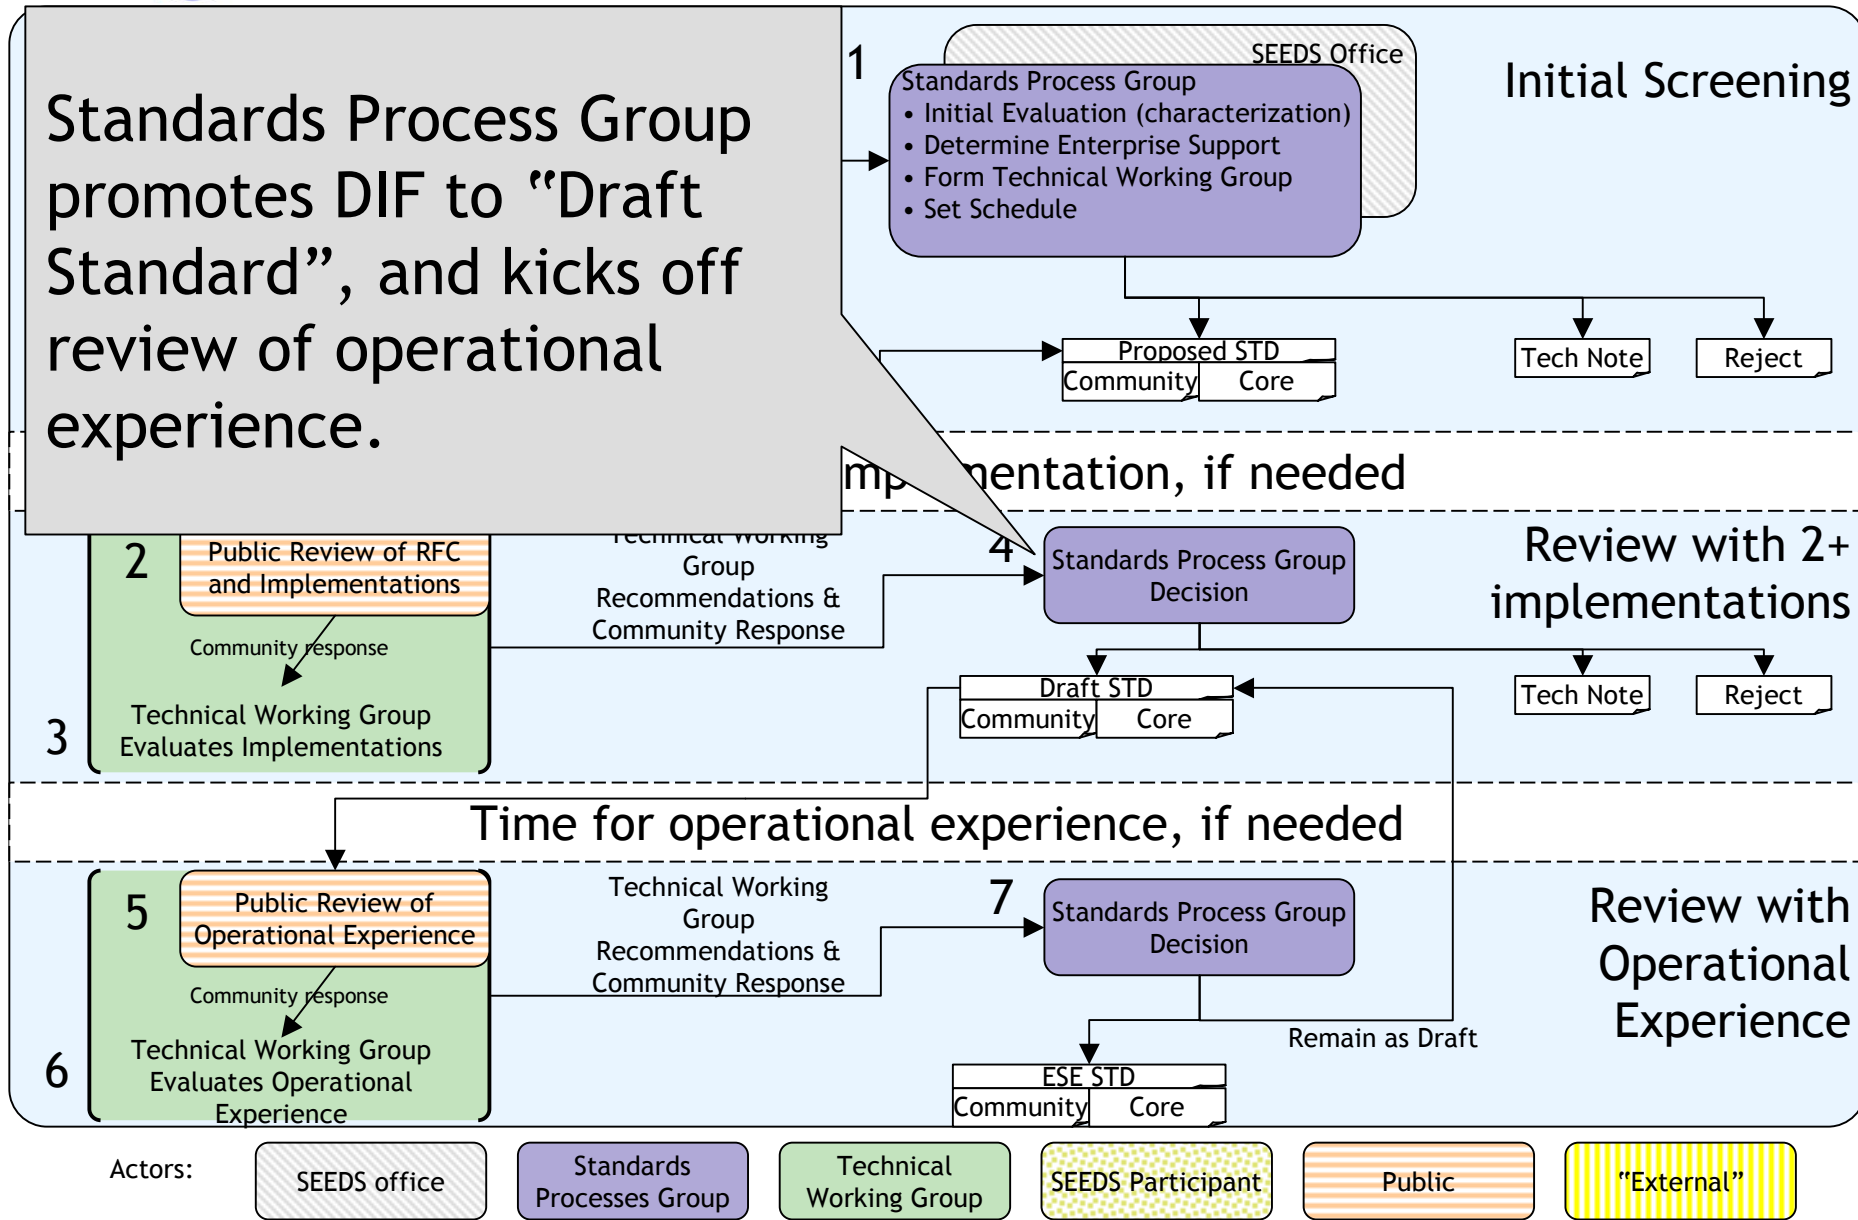 Standards Process Group
promotes DIF to “Draft
Standard”, and kicks off
review of operational
experience.
1
SEEDS Office
Standards Process Group
• Initial Evaluation (characterization)
• Determine Enterprise Support
• Form Technical Working Group
• Set Schedule
Initial Screening
Proposed STD
Community
Core
Tech Note
Reject
if needed
2
Public Review of RFC
and Implementations
Community response
3
Technical Working Group
Evaluates Implementations
Technical Working
Group
Recommendations &
Community Response
4
Standards Process Group
Decision
Review with 2+
implementations
Draft STD
Community
Core
Tech Note
Reject
Time for operational experience, if needed
5
Public Review of
Operational Experience
Community response
6
Technical Working Group
Evaluates Operational
Experience
Technical Working
Group
Recommendations &
Community Response
7
Standards Process Group
Decision
Review with
Operational
Experience
Remain as Draft
ESE STD
Community
Core
Actors:
SEEDS office
Standards
Processes Group
Technical
Working Group
SEEDS Participant
Public
“External”